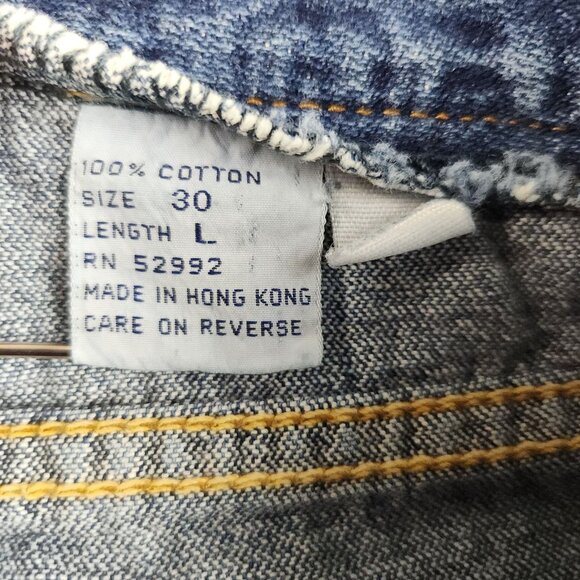 100% COTTON
SIZE 30
LENGTH L
RN 52992
MADE IN HONG KONG
CARE ON REVERSE